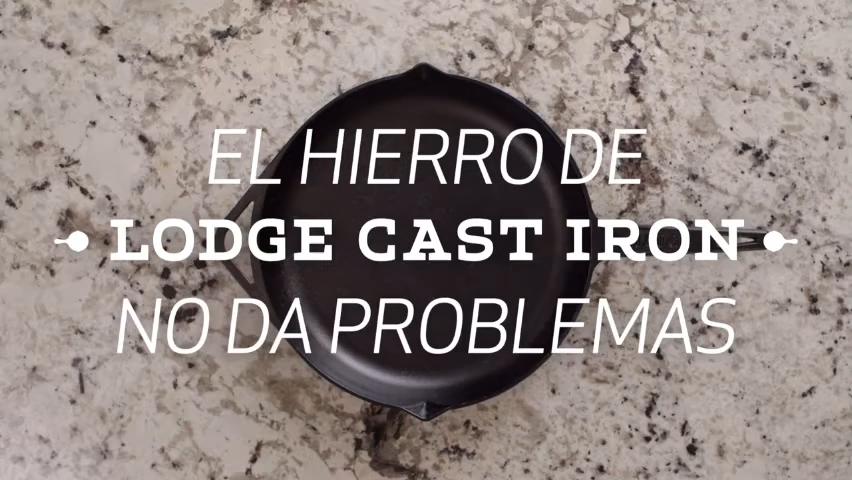 EL HIERRO DE
LODGE CAST IRON
NO DA PROBLEMAS